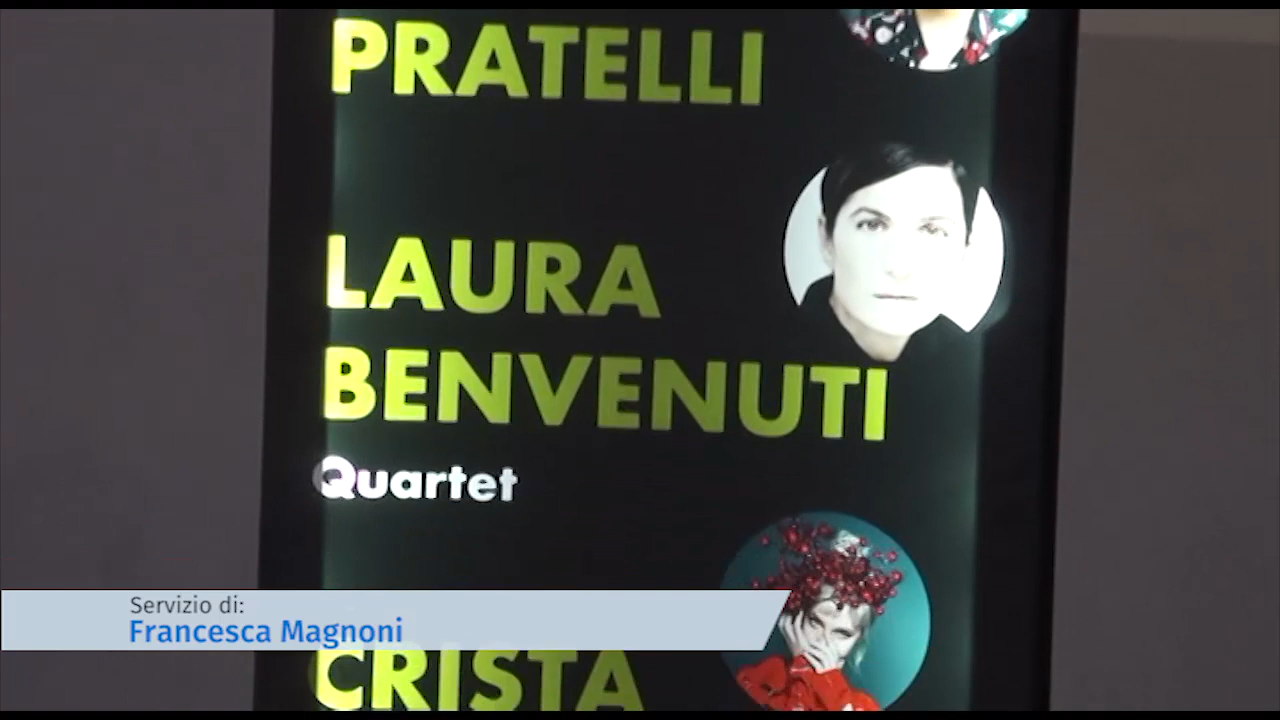 PRATELLI
LAURA
BENVENUTI
Quartet
Servizio di:
Francesca Magnoni
CRISTA